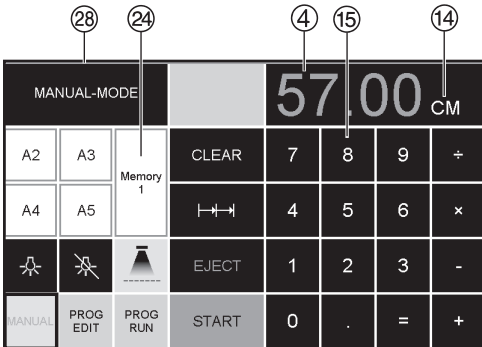 28 24 4 15 14
MANUAL-MODE 57.00 CM
A2 A3 Memory 1 CLEAR 7 8 9 ÷
A4 A5 4 5 6 ×
EJECT 1 2 3 -
MANUAL PROG EDIT PROG RUN START 0 . = +